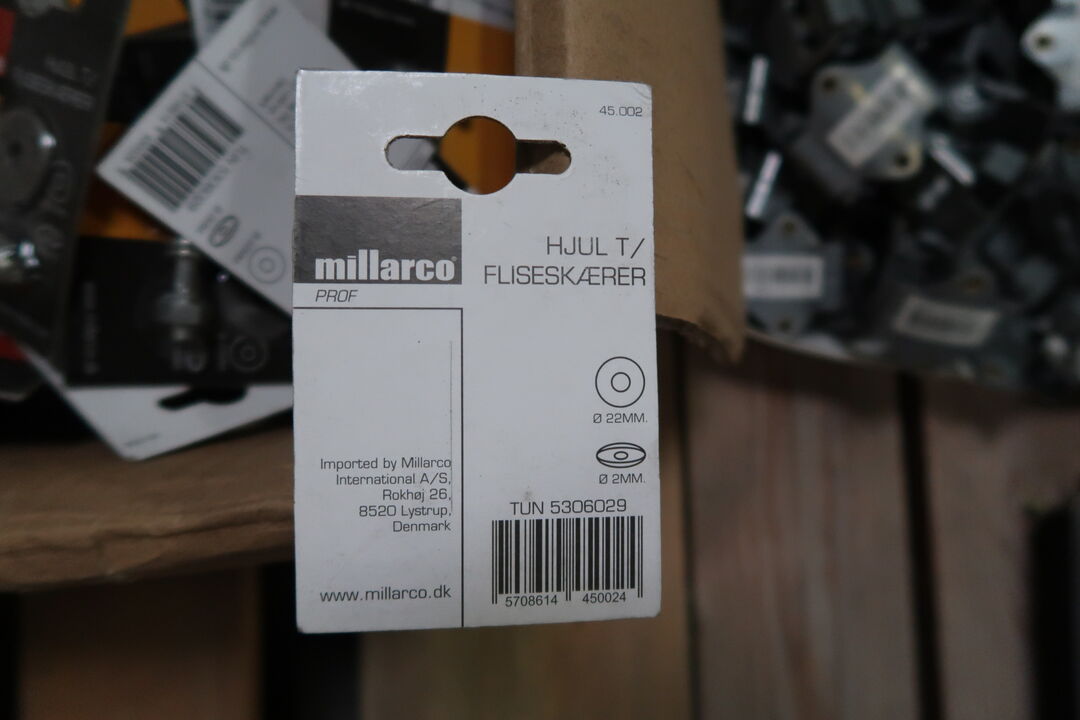 45.002
millarco
PROF
HJUL T/
FLISESKÆRER
Ø 22MM.
Ø 2MM.
Imported by Millarco
International A/S,
Rokhøj 26,
8520 Lystrup,
Denmark
www.millarco.dk
TUN 5306029
5708614 450024